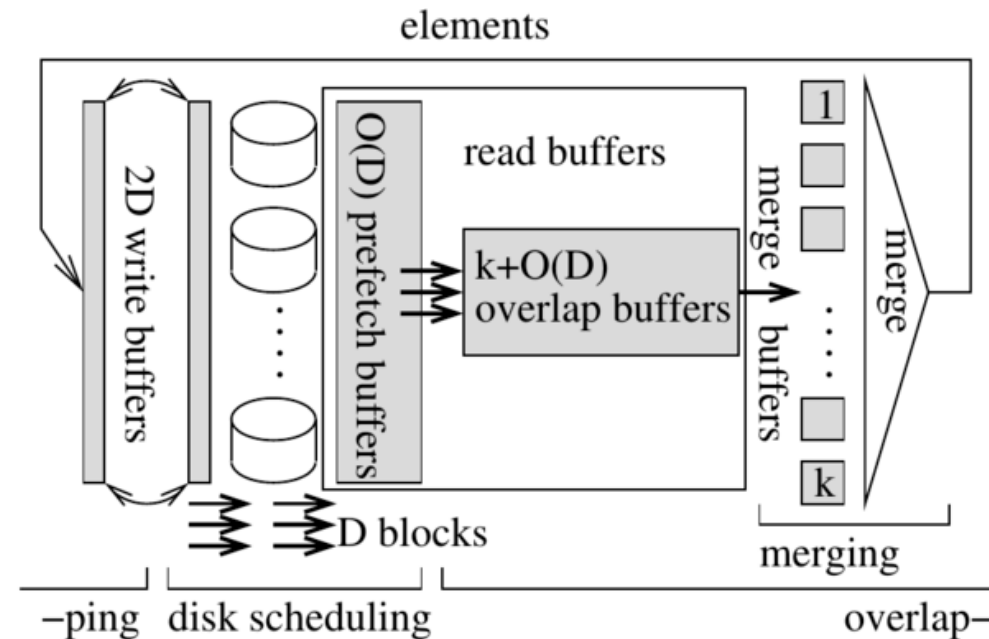 elements
2D write buffers
O(D) prefetch buffers
read buffers
k+O(D)
overlap buffers
merge buffers
1
k
merge
D blocks
merging
–ping
disk scheduling
overlap–